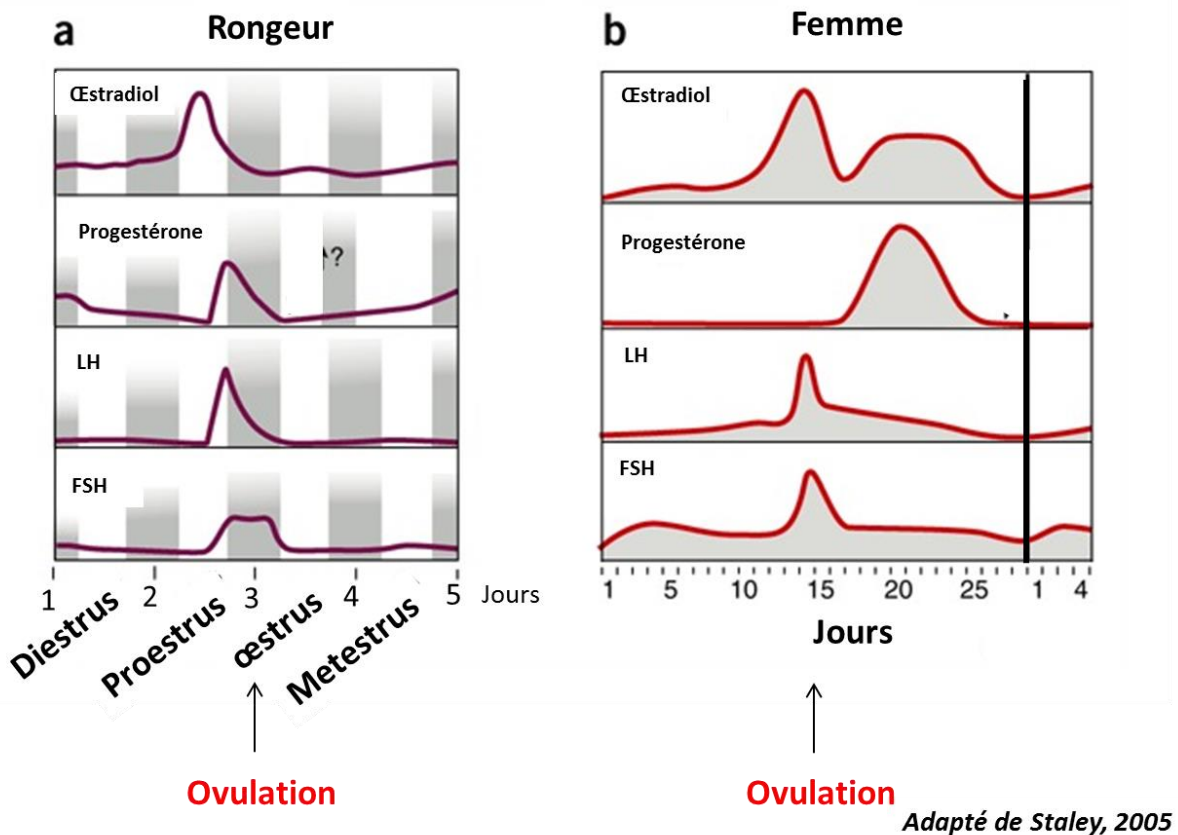 a
Rongeur
Œstradiol
Progestérone
?
LH
FSH
1 2 3 4 5 Jours
Diestrus
Proestrus
œstrus
Metestrus
Ovulation
b
Femme
Œstradiol
Progestérone
LH
FSH
1 5 10 15 20 25 1 4
Jours
Ovulation
Adapté de Staley, 2005